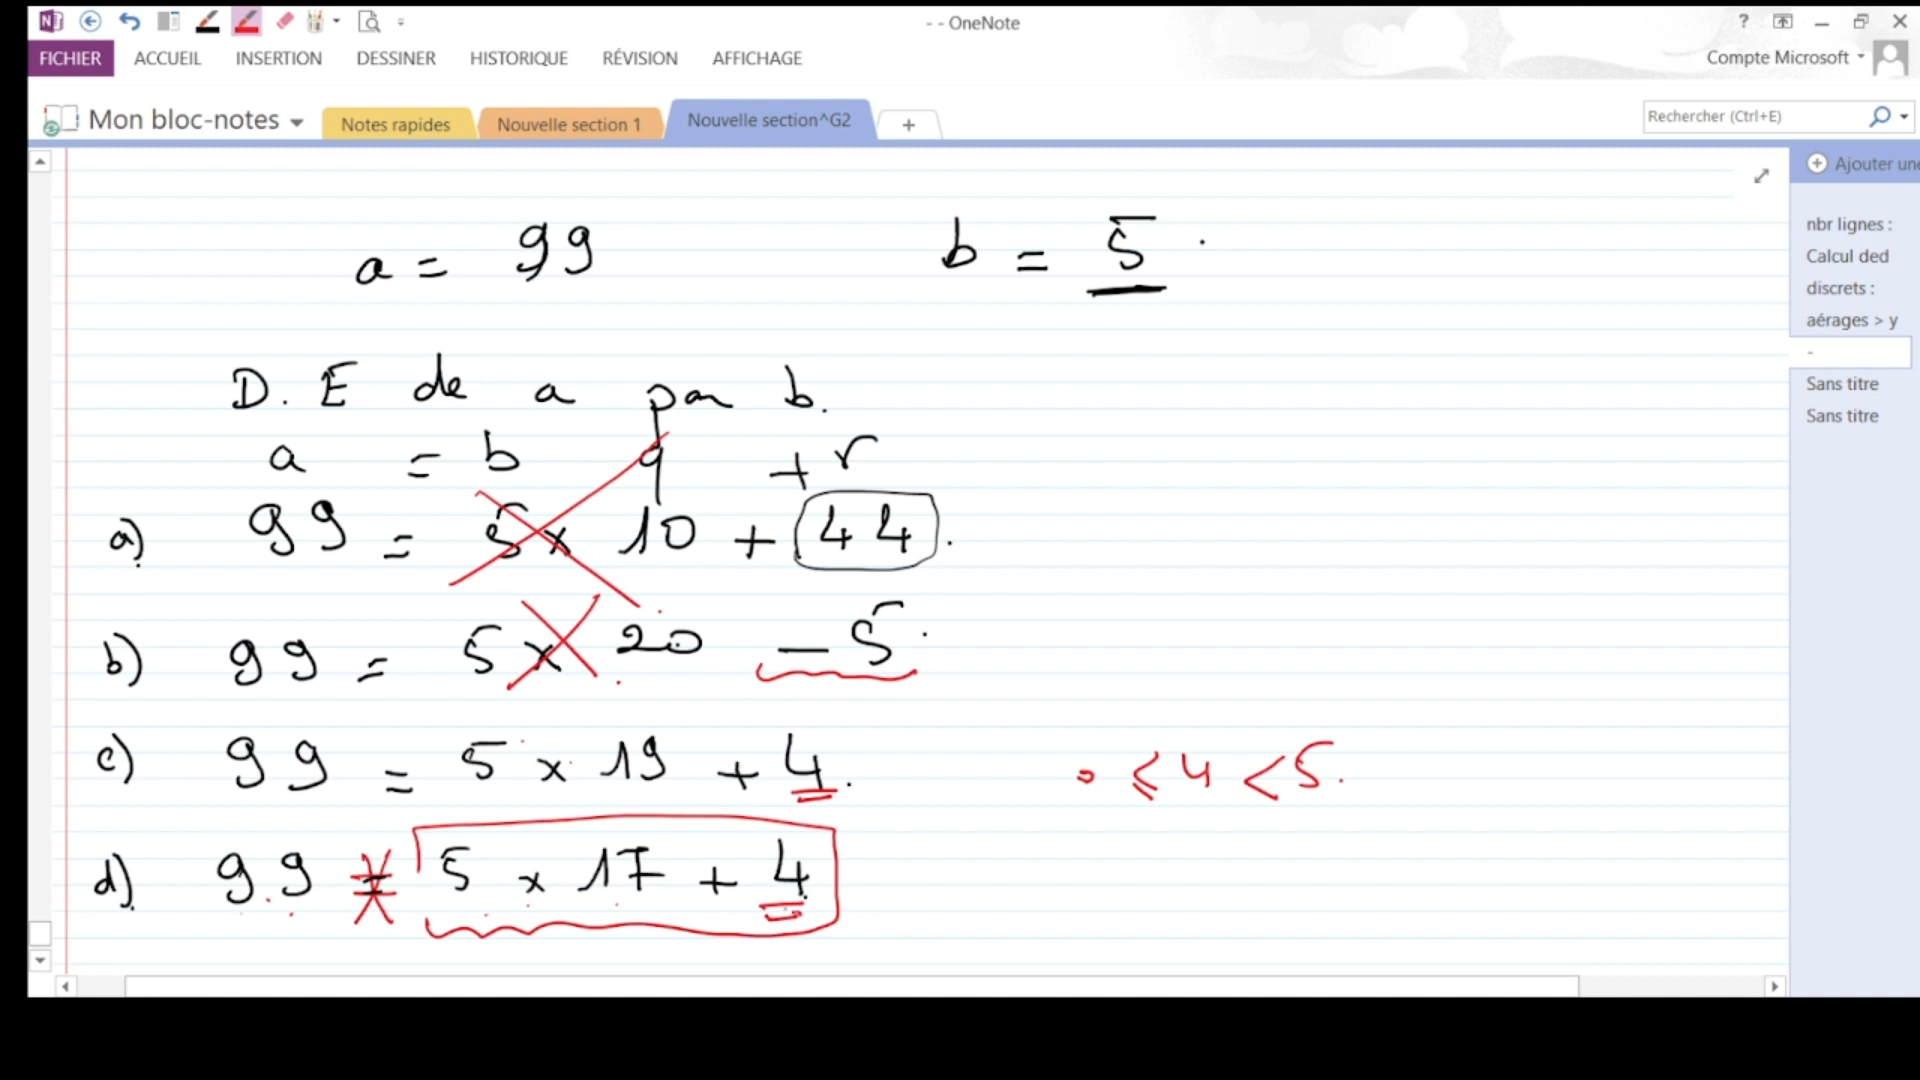 - - OneNote
?
FICHIER ACCUEIL INSERTION DESSINER HISTORIQUE RÉVISION AFFICHAGE
Compte Microsoft
Mon bloc-notes
Notes rapides
Nouvelle section 1
Nouvelle section^G2
+
Rechercher (Ctrl+E)
Ajouter une
nbr lignes :
Calcul ded
discrets :
aérages > y
-
Sans titre
Sans titre
a = 99 b = 5 .
D. E de a par b.
a = b q + r
a) 99 = 5 x 10 + 44 .
b) 99 = 5 x 20 - 5 .
c) 99 = 5 x 19 + 4 . 0 ⩽ 4 < 5.
d) 99 ≠ 5 x 17 + 4